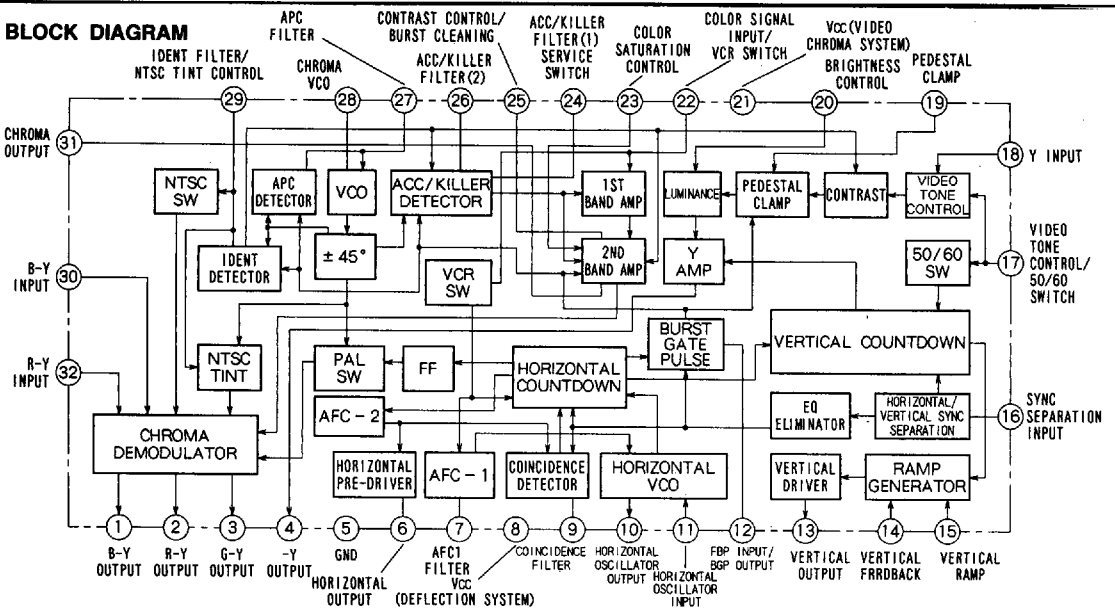 BLOCK DIAGRAM
IDENT FILTER/
NTSC TINT CONTROL
APC
FILTER
CHROMA
VCO
CONTRAST CONTROL/
BURST CLEANING
ACC/KILLER
FILTER(2)
ACC/KILLER
FILTER(1)
SERVICE
SWITCH
COLOR
SATURATION
CONTROL
COLOR SIGNAL
INPUT/
VCR SWITCH
VCC(VIDEO
CHROMA SYSTEM)
BRIGHTNESS
CONTROL
PEDESTAL
CLAMP
29
28
27
26
25
24
23
22
21
20
19
CHROMA
OUTPUT
31
18
Y INPUT
NTSC
SW
APC
DETECTOR
VCO
ACC/KILLER
DETECTOR
1ST
BAND AMP
LUMINANCE
PEDESTAL
CLAMP
CONTRAST
VIDEO
TONE
CONTROL
IDENT
DETECTOR
± 45°
VCR
SW
2ND
BAND AMP
Y
AMP
50/60
SW
17
VIDEO
TONE
CONTROL/
50/60
SWITCH
B-Y
INPUT
30
R-Y
INPUT
32
NTSC
TINT
PAL
SW
FF
HORIZONTAL
COUNTDOWN
BURST
GATE
PULSE
VERTICAL COUNTDOWN
AFC-2
EQ
ELIMINATOR
HORIZONTAL/
VERTICAL SYNC
SEPARATION
16
SYNC
SEPARATION
INPUT
CHROMA
DEMODULATOR
HORIZONTAL
PRE-DRIVER
AFC-1
COINCIDENCE
DETECTOR
HORIZONTAL
VCO
VERTICAL
DRIVER
RAMP
GENERATOR
1
2
3
4
5
6
7
8
9
10
11
12
13
14
15
B-Y
OUTPUT
R-Y
OUTPUT
G-Y
OUTPUT
-Y
OUTPUT
GND
HORIZONTAL
OUTPUT
AFC1
FILTER
VCC
(DEFLECTION SYSTEM)
COINCIDENCE
FILTER
HORIZONTAL
OSCILLATOR
OUTPUT
HORIZONTAL
OSCILLATOR
INPUT
FBP INPUT/
BGP OUTPUT
VERTICAL
OUTPUT
VERTICAL
FRRDBACK
VERTICAL
RAMP